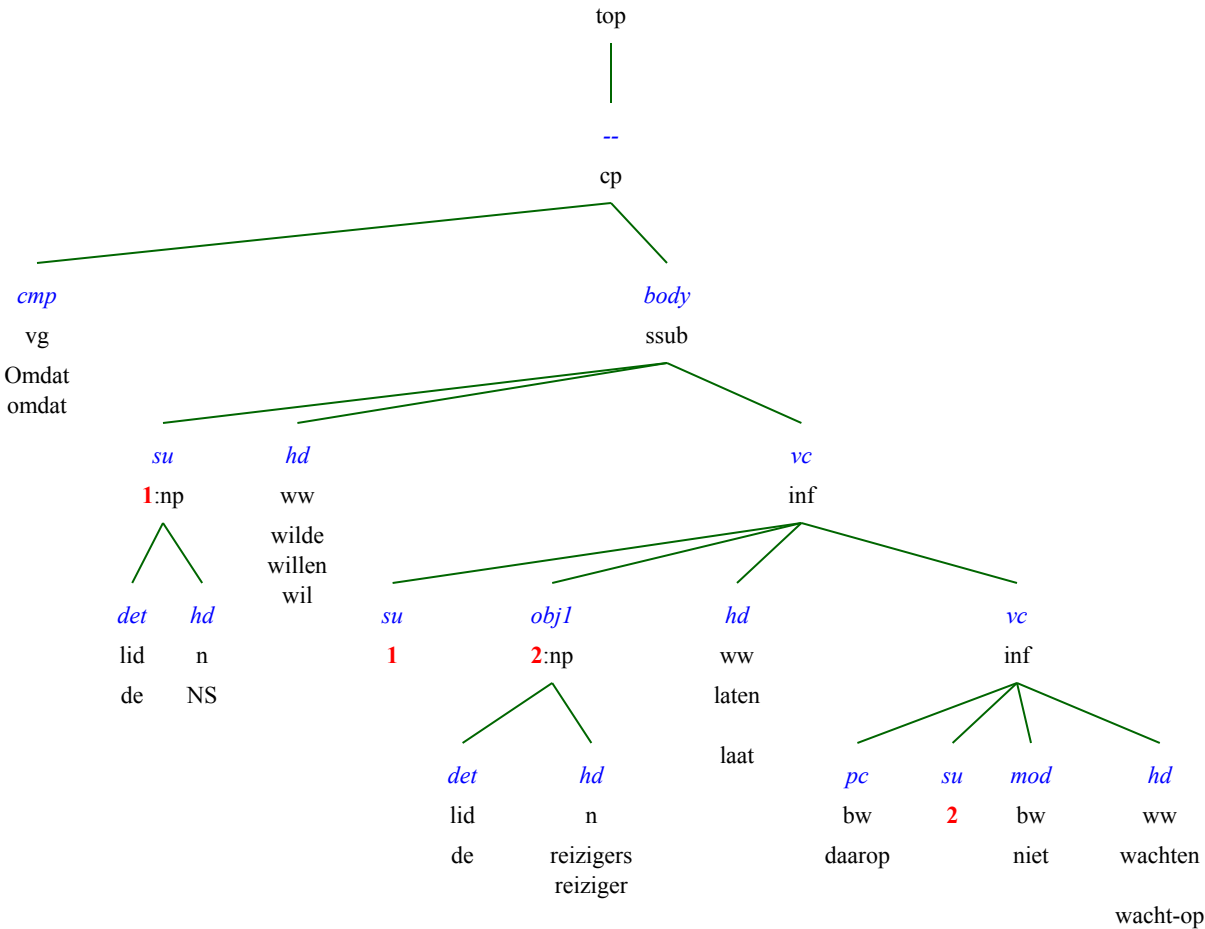 top
--
cp
cmp body
vg ssub
Omdat
omdat
su hd vc
1:np ww inf
wilde
willen
wil
det hd su obj1 hd vc
lid n 1 2:np ww inf
de NS laten
laat
det hd pc su mod hd
lid n bw 2 bw ww
de reizigers daarop niet wachten
reiziger
wacht-op